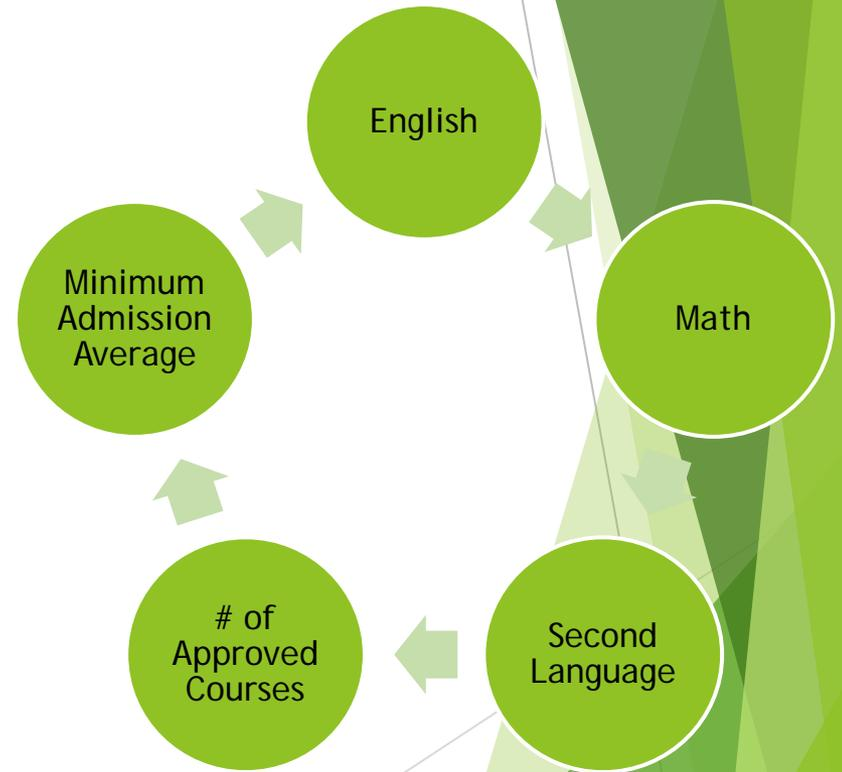 English
Math
Second
Language
# of
Approved
Courses
Minimum
Admission
Average